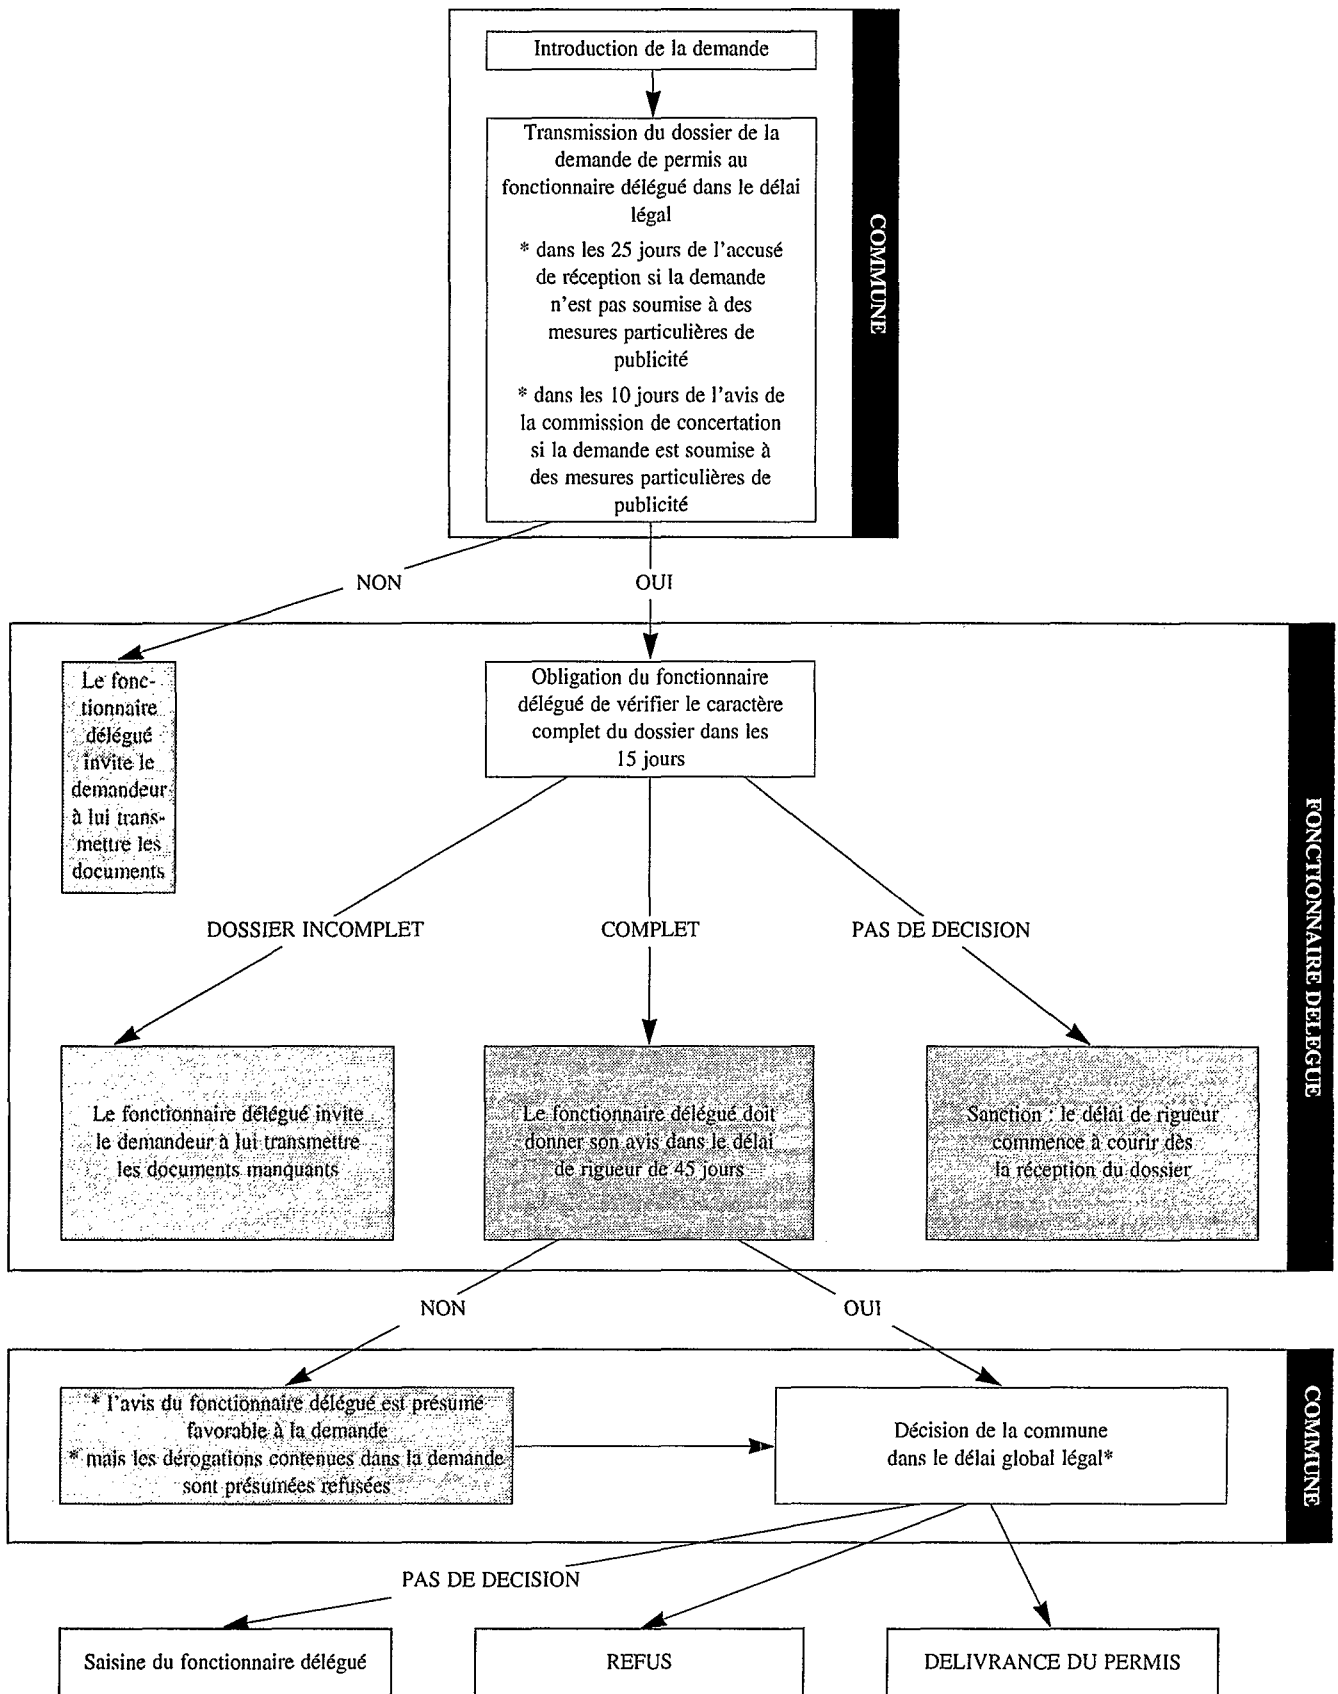 Introduction de la demande
Transmission du dossier de la
demande de permis au
fonctionnaire délégué dans le délai
légal
* dans les 25 jours de l'accusé
de réception si la demande
n'est pas soumise à des
mesures particulières de
publicité
* dans les 10 jours de l'avis de
la commission de concertation
si la demande est soumise à
des mesures particulières de
publicité
COMMUNE
NON
OUI
Le fonc-
tionnaire
délégué
invite le
demandeur
à lui trans-
mettre les
documents
Obligation du fonctionnaire
délégué de vérifier le caractère
complet du dossier dans les
15 jours
FONCTIONNAIRE DELEGUE
DOSSIER INCOMPLET
COMPLET
PAS DE DECISION
Le fonctionnaire délégué invite
le demandeur à lui transmettre
les documents manquants
Le fonctionnaire délégué doit
donner son avis dans le délai
de rigueur de 45 jours
Sanction : le délai de rigueur
commence à courir dès
la réception du dossier
NON
OUI
* l'avis du fonctionnaire délégué est présumé
favorable à la demande
* mais les dérogations contenues dans la demande
sont présumées refusées
Décision de la commune
dans le délai global légal*
COMMUNE
PAS DE DECISION
Saisine du fonctionnaire délégué
REFUS
DELIVRANCE DU PERMIS